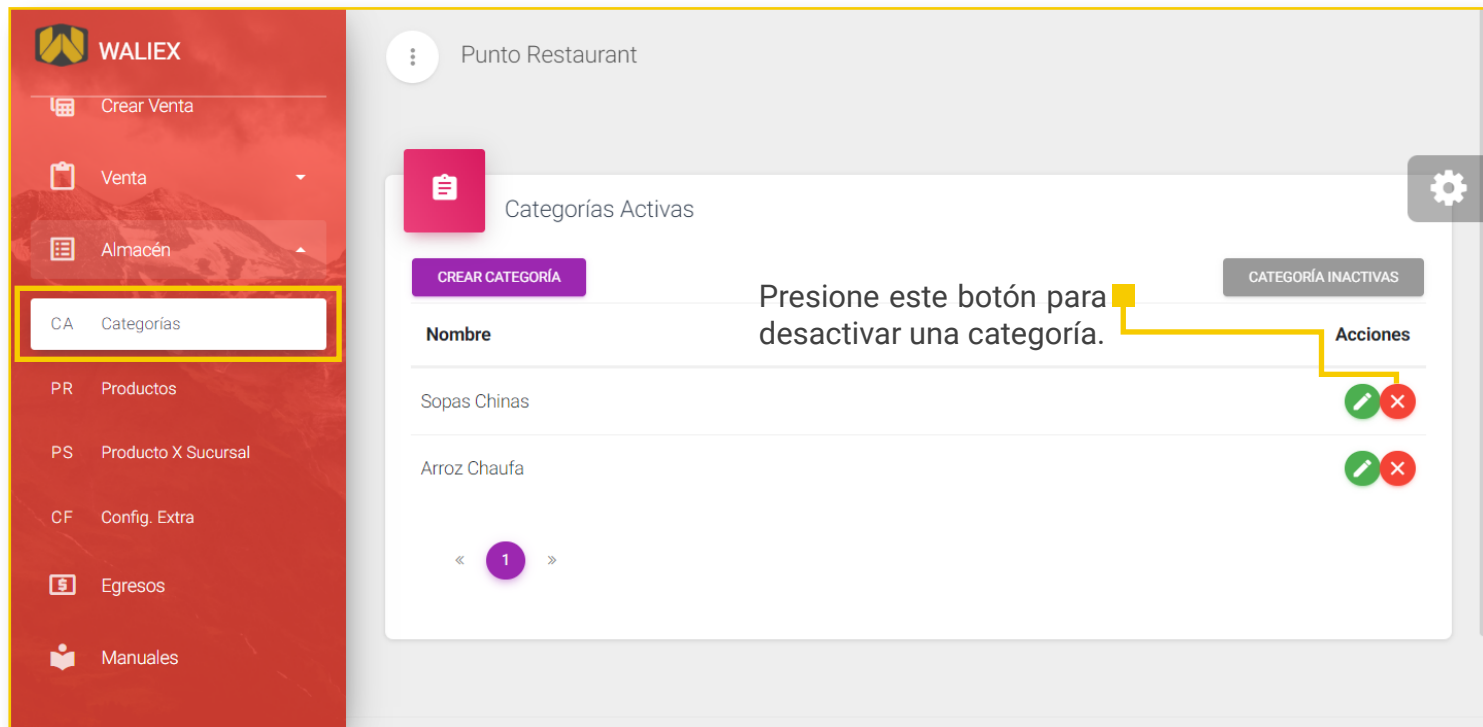 WALIEX
Crear Venta
Venta
Almacén
CA Categorías
PR Productos
PS Producto X Sucursal
CF Config. Extra
Egresos
Manuales
Punto Restaurant
Categorías Activas
CREAR CATEGORÍA
CATEGORÍA INACTIVAS
Presione este botón para
desactivar una categoría.
Nombre
Acciones
Sopas Chinas
Arroz Chaufa
« 1 »